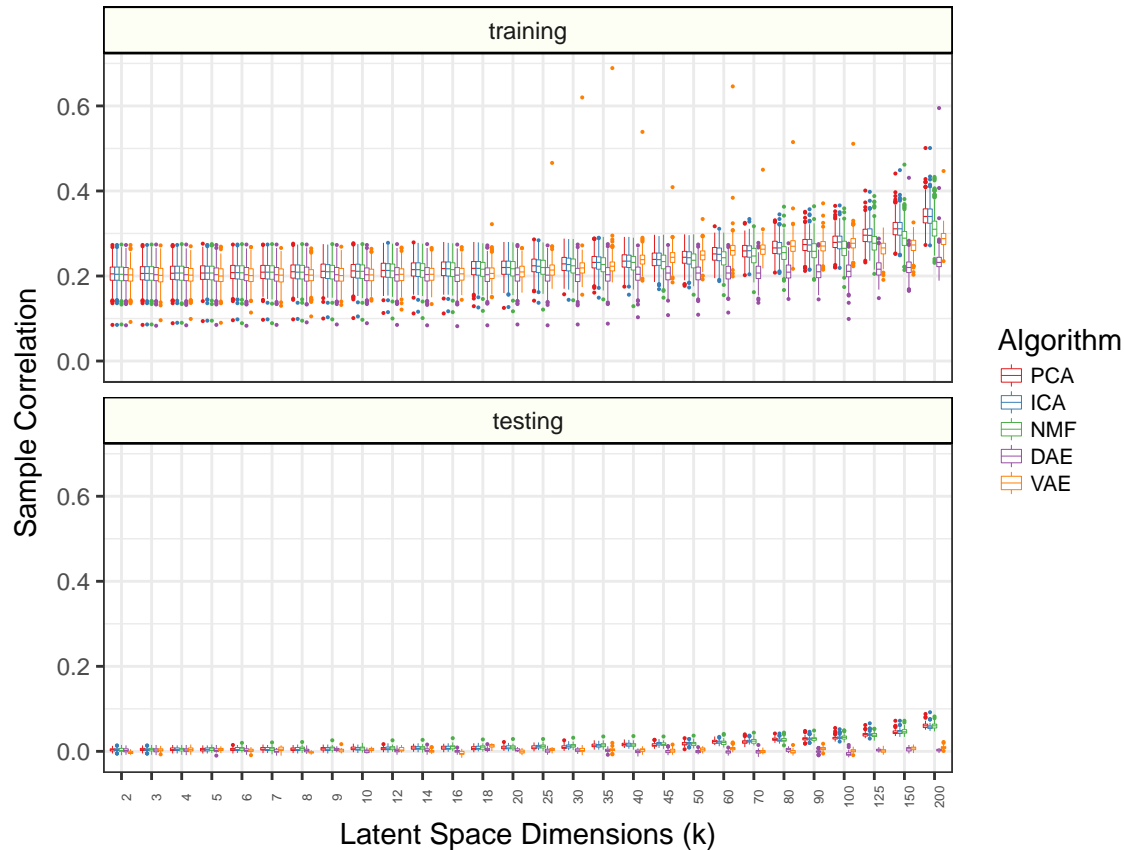 training
0.6
0.4
0.2
0.0
testing
0.6
0.4
0.2
0.0
Sample Correlation
2 3 4 5 6 7 8 9 10 12 14 16 18 20 25 30 35 40 45 50 60 70 80 90 100 125 150 200
Latent Space Dimensions (k)
Algorithm
PCA
ICA
NMF
DAE
VAE